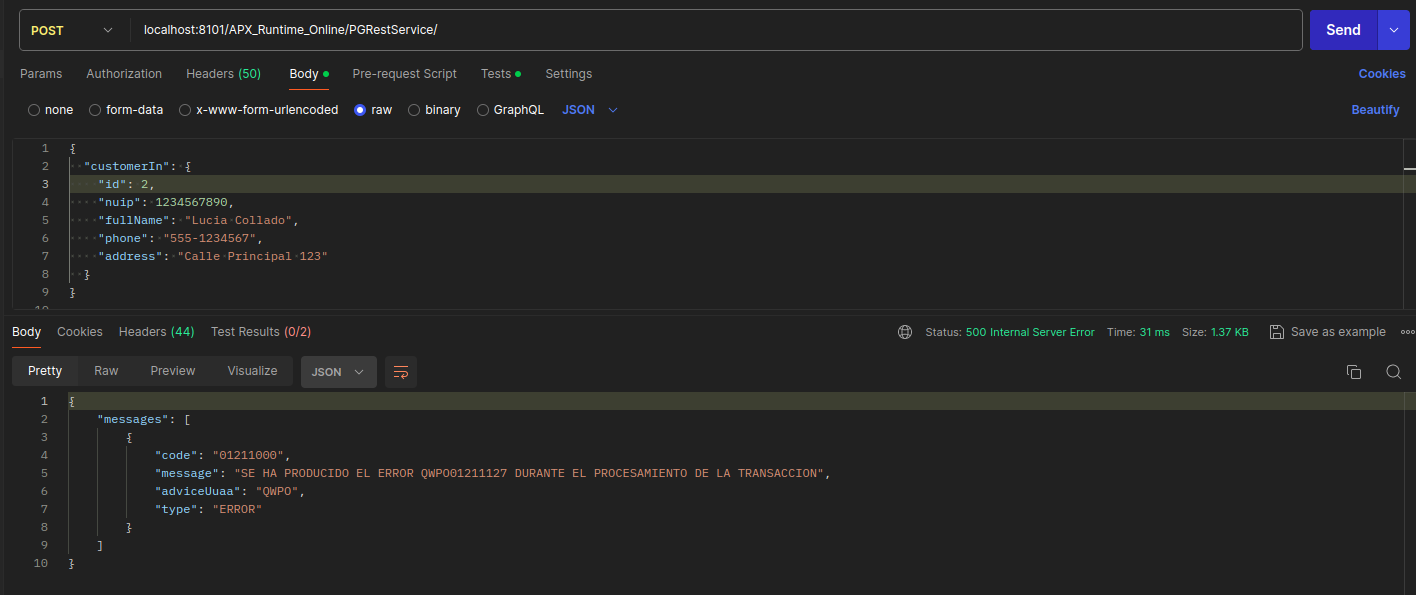 POST localhost:8101/APX_Runtime_Online/PGRestService/ Send
Params Authorization Headers (50) Body Pre-request Script Tests Settings Cookies
none form-data x-www-form-urlencoded raw binary GraphQL JSON Beautify
1 {
2 "customerIn": {
3 "id": 2,
4 "nuip": 1234567890,
5 "fullName": "Lucia Collado",
6 "phone": "555-1234567",
7 "address": "Calle Principal 123"
8 }
9 }
10
Body Cookies Headers (44) Test Results (0/2) Status: 500 Internal Server Error Time: 31 ms Size: 1.37 KB Save as example
Pretty Raw Preview Visualize JSON
1 {
2 "messages": [
3 {
4 "code": "01211000",
5 "message": "SE HA PRODUCIDO EL ERROR QWPO01211127 DURANTE EL PROCESAMIENTO DE LA TRANSACCION",
6 "adviceUuaa": "QWPO",
7 "type": "ERROR"
8 }
9 ]
10 }